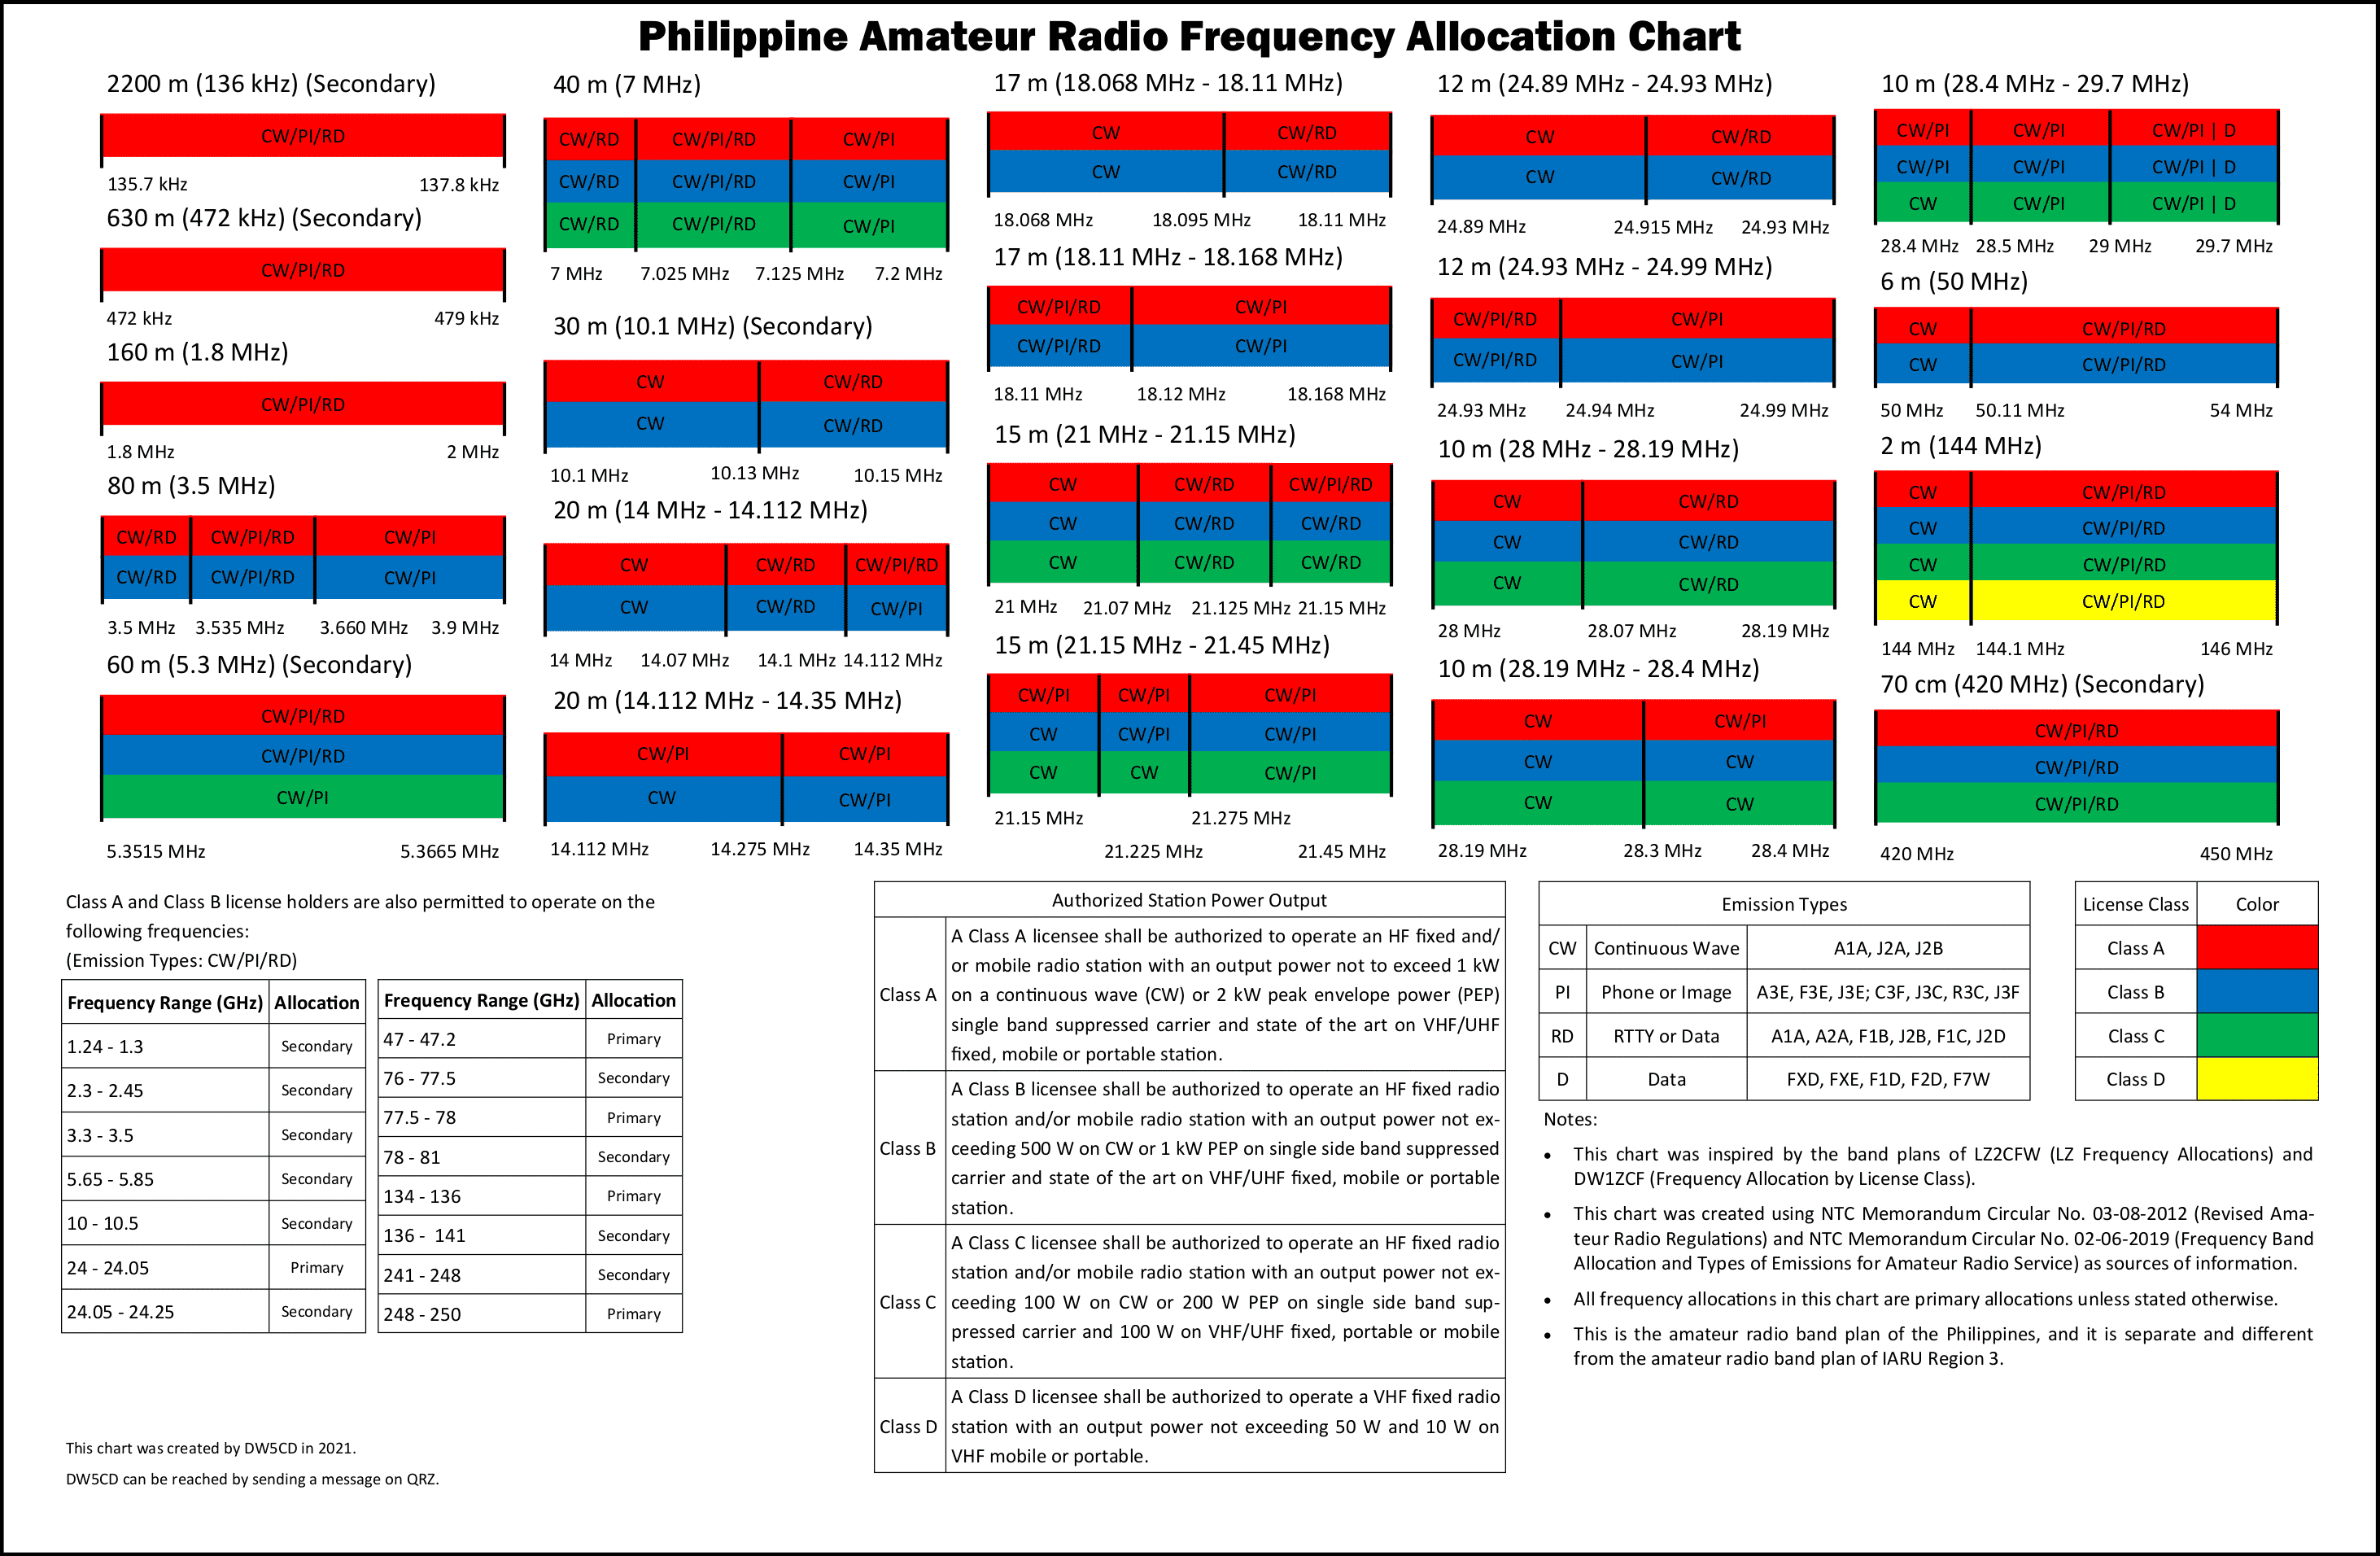 Philippine Amateur Radio Frequency Allocation Chart
2200 m (136 kHz) (Secondary)
CW/PI/RD
135.7 kHz 137.8 kHz
630 m (472 kHz) (Secondary)
CW/PI/RD
472 kHz 479 kHz
160 m (1.8 MHz)
CW/PI/RD
1.8 MHz 2 MHz
80 m (3.5 MHz)
CW/RD CW/PI/RD CW/PI
CW/RD CW/PI/RD CW/PI
3.5 MHz 3.535 MHz 3.660 MHz 3.9 MHz
60 m (5.3 MHz) (Secondary)
CW/PI/RD
CW/PI/RD
CW/PI
5.3515 MHz 5.3665 MHz
40 m (7 MHz)
CW/RD CW/PI/RD CW/PI
CW/RD CW/PI/RD CW/PI
CW/RD CW/PI/RD CW/PI
7 MHz 7.025 MHz 7.125 MHz 7.2 MHz
30 m (10.1 MHz) (Secondary)
CW CW/RD
CW CW/RD
10.1 MHz 10.13 MHz 10.15 MHz
20 m (14 MHz - 14.112 MHz)
CW CW/RD CW/PI/RD
CW CW/RD CW/PI
14 MHz 14.07 MHz 14.1 MHz 14.112 MHz
20 m (14.112 MHz - 14.35 MHz)
CW/PI CW/PI
CW CW/PI
14.112 MHz 14.275 MHz 14.35 MHz
17 m (18.068 MHz - 18.11 MHz)
CW CW/RD
CW CW/RD
18.068 MHz 18.095 MHz 18.11 MHz
17 m (18.11 MHz - 18.168 MHz)
CW/PI/RD CW/PI
CW/PI/RD CW/PI
18.11 MHz 18.12 MHz 18.168 MHz
15 m (21 MHz - 21.15 MHz)
CW CW/RD CW/PI/RD
CW CW/RD CW/RD
CW CW/RD CW/RD
21 MHz 21.07 MHz 21.125 MHz 21.15 MHz
15 m (21.15 MHz - 21.45 MHz)
CW/PI CW/PI CW/PI
CW CW/PI CW/PI
CW CW CW/PI
21.15 MHz 21.275 MHz
21.225 MHz 21.45 MHz
12 m (24.89 MHz - 24.93 MHz)
CW CW/RD
CW CW/RD
24.89 MHz 24.915 MHz 24.93 MHz
12 m (24.93 MHz - 24.99 MHz)
CW/PI/RD CW/PI
CW/PI/RD CW/PI
24.93 MHz 24.94 MHz 24.99 MHz
10 m (28 MHz - 28.19 MHz)
CW CW/RD
CW CW/RD
CW CW/RD
28 MHz 28.07 MHz 28.19 MHz
10 m (28.19 MHz - 28.4 MHz)
CW CW/PI
CW CW
CW CW
28.19 MHz 28.3 MHz 28.4 MHz
10 m (28.4 MHz - 29.7 MHz)
CW/PI CW/PI CW/PI | D
CW/PI CW/PI CW/PI | D
CW CW/PI CW/PI | D
28.4 MHz 28.5 MHz 29 MHz 29.7 MHz
6 m (50 MHz)
CW CW/PI/RD
CW CW/PI/RD
50 MHz 50.11 MHz 54 MHz
2 m (144 MHz)
CW CW/PI/RD
CW CW/PI/RD
CW CW/PI/RD
CW CW/PI/RD
144 MHz 144.1 MHz 146 MHz
70 cm (420 MHz) (Secondary)
CW/PI/RD
CW/PI/RD
CW/PI/RD
420 MHz 450 MHz
Class A and Class B license holders are also permitted to operate on the
following frequencies:
(Emission Types: CW/PI/RD)
Frequency Range (GHz) Allocation
1.24 - 1.3 Secondary
2.3 - 2.45 Secondary
3.3 - 3.5 Secondary
5.65 - 5.85 Secondary
10 - 10.5 Secondary
24 - 24.05 Primary
24.05 - 24.25 Secondary
Frequency Range (GHz) Allocation
47 - 47.2 Primary
76 - 77.5 Secondary
77.5 - 78 Primary
78 - 81 Secondary
134 - 136 Primary
136 - 141 Secondary
241 - 248 Secondary
248 - 250 Primary
This chart was created by DW5CD in 2021.
DW5CD can be reached by sending a message on QRZ.
Authorized Station Power Output
Class A
A Class A licensee shall be authorized to operate an HF fixed and/
or mobile radio station with an output power not to exceed 1 kW
on a continuous wave (CW) or 2 kW peak envelope power (PEP)
single band suppressed carrier and state of the art on VHF/UHF
fixed, mobile or portable station.
Class B
A Class B licensee shall be authorized to operate an HF fixed radio
station and/or mobile radio station with an output power not ex-
ceeding 500 W on CW or 1 kW PEP on single side band suppressed
carrier and state of the art on VHF/UHF fixed, mobile or portable
station.
Class C
A Class C licensee shall be authorized to operate an HF fixed radio
station and/or mobile radio station with an output power not ex-
ceeding 100 W on CW or 200 W PEP on single side band sup-
pressed carrier and 100 W on VHF/UHF fixed, portable or mobile
station.
Class D
A Class D licensee shall be authorized to operate a VHF fixed radio
station with an output power not exceeding 50 W and 10 W on
VHF mobile or portable.
Emission Types
CW Continuous Wave A1A, J2A, J2B
PI Phone or Image A3E, F3E, J3E; C3F, J3C, R3C, J3F
RD RTTY or Data A1A, A2A, F1B, J2B, F1C, J2D
D Data FXD, FXE, F1D, F2D, F7W
License Class Color
Class A
Class B
Class C
Class D
Notes:
• This chart was inspired by the band plans of LZ2CFW (LZ Frequency Allocations) and
DW1ZCF (Frequency Allocation by License Class).
• This chart was created using NTC Memorandum Circular No. 03-08-2012 (Revised Ama-
teur Radio Regulations) and NTC Memorandum Circular No. 02-06-2019 (Frequency Band
Allocation and Types of Emissions for Amateur Radio Service) as sources of information.
• All frequency allocations in this chart are primary allocations unless stated otherwise.
• This is the amateur radio band plan of the Philippines, and it is separate and different
from the amateur radio band plan of IARU Region 3.